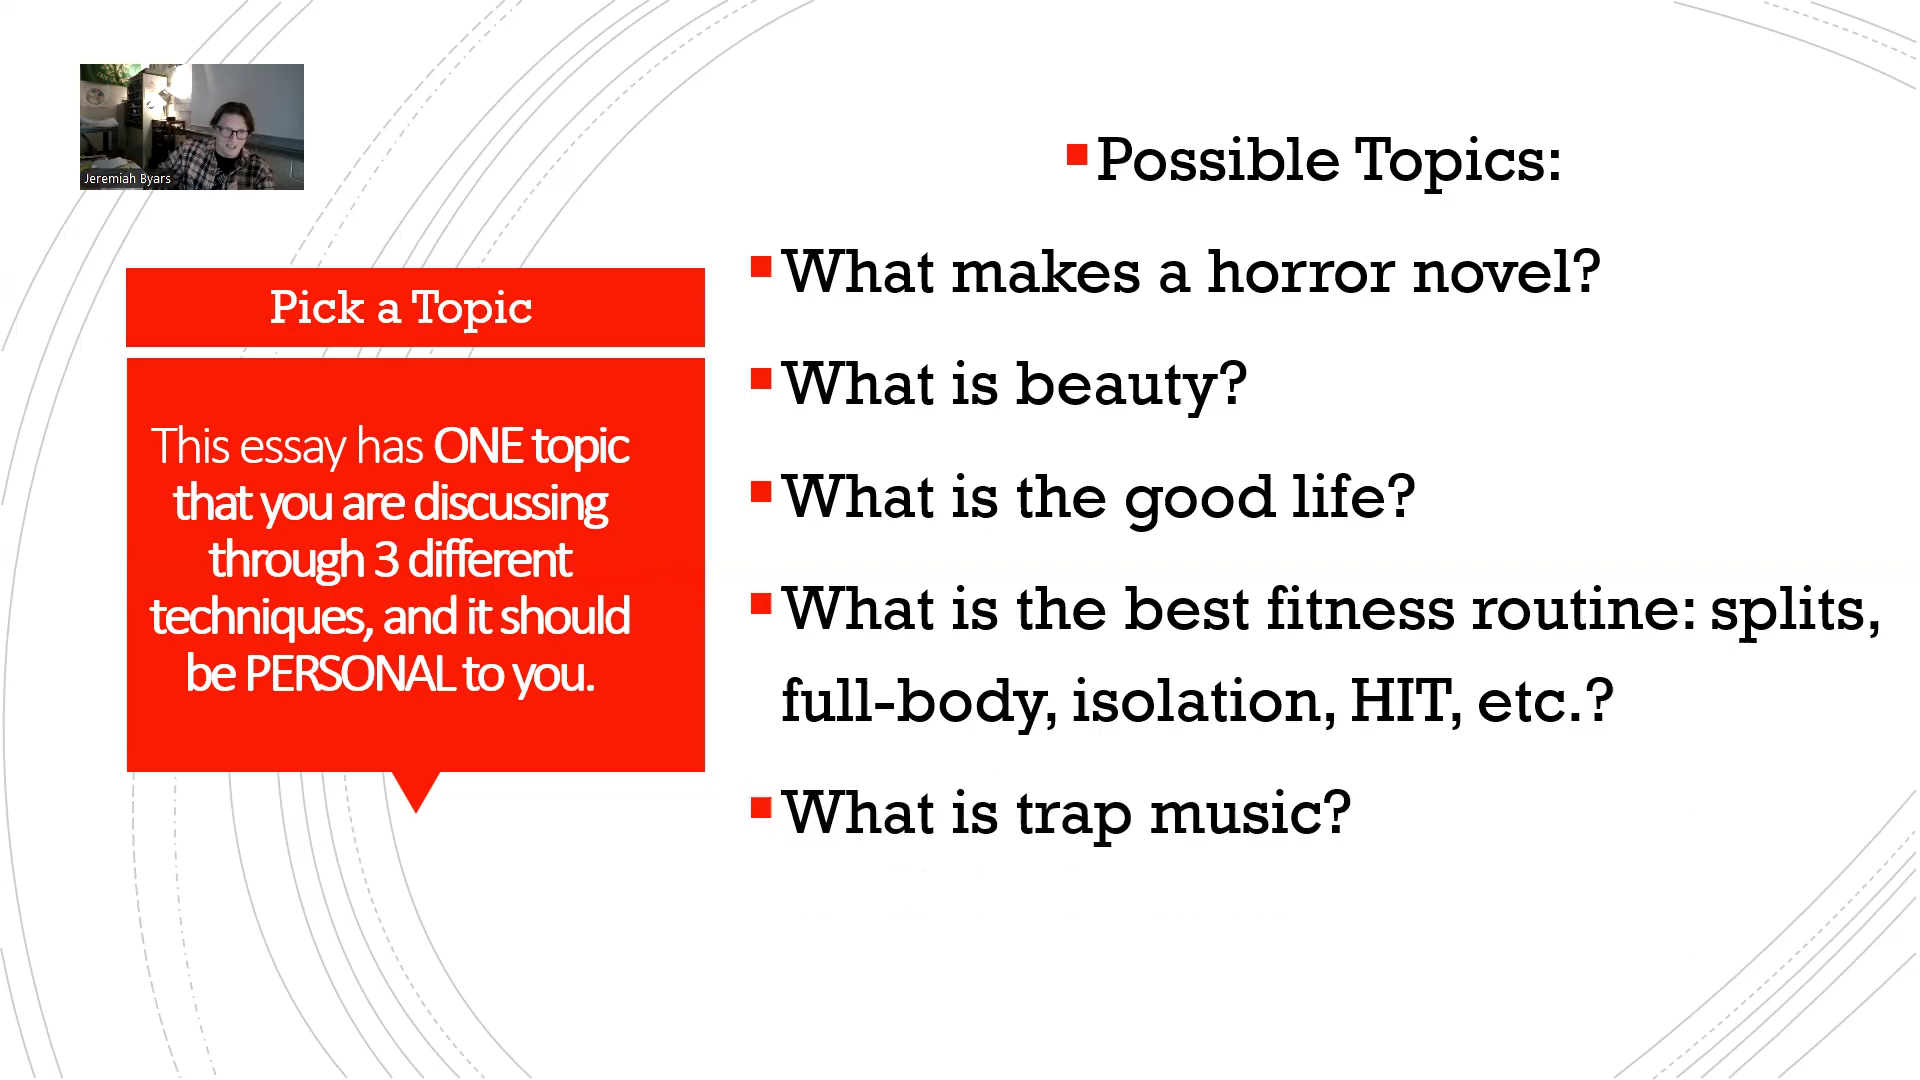 Jeremiah Byars
Pick a Topic
This essay has ONE topic
that you are discussing
through 3 different
techniques, and it should
be PERSONAL to you.
Possible Topics:
What makes a horror novel?
What is beauty?
What is the good life?
What is the best fitness routine: splits,
full-body, isolation, HIT, etc.?
What is trap music?